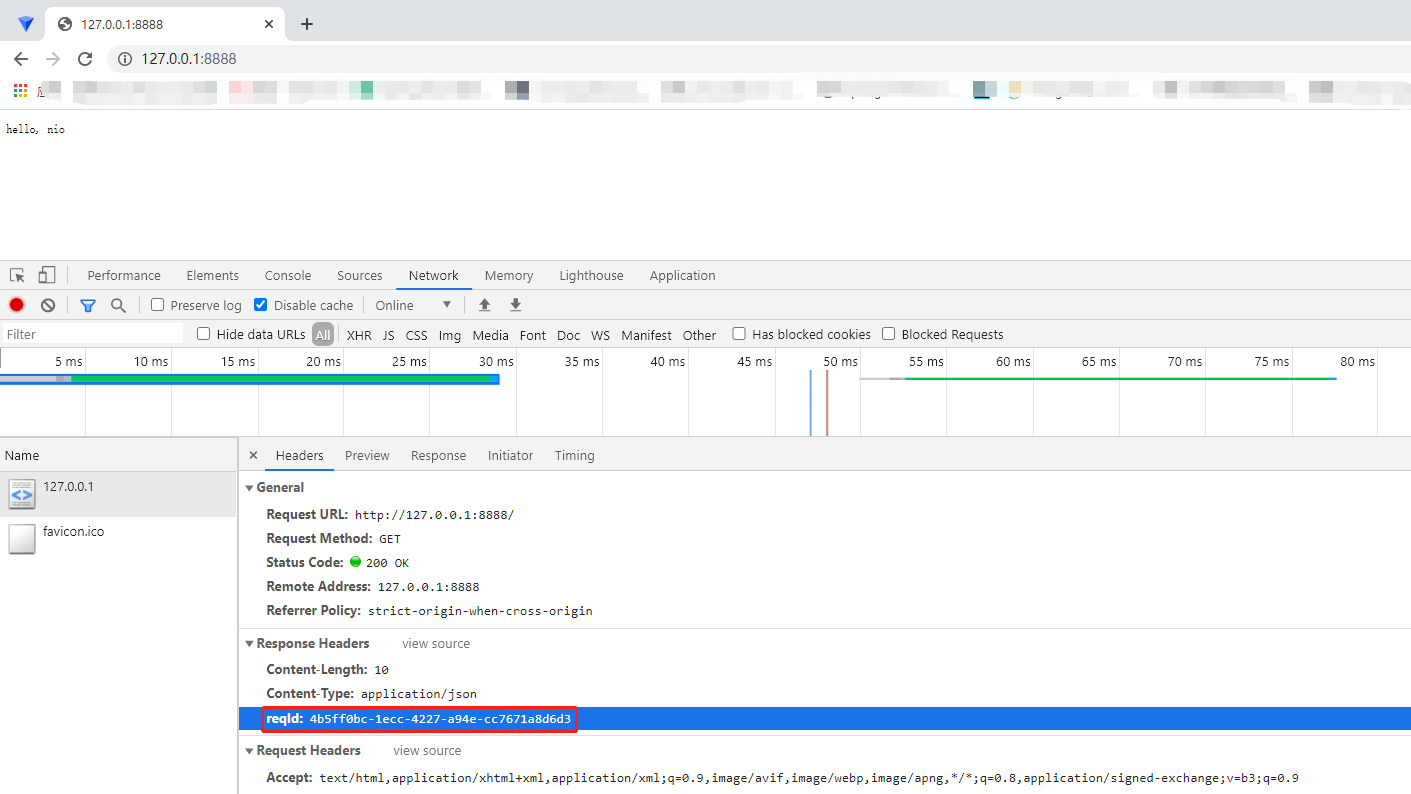 127.0.0.1:8888
127.0.0.1:8888
hello, nio
Performance Elements Console Sources Network Memory Lighthouse Application
Preserve log Disable cache Online
Filter Hide data URLs All XHR JS CSS Img Media Font Doc WS Manifest Other Has blocked cookies Blocked Requests
5 ms 10 ms 15 ms 20 ms 25 ms 30 ms 35 ms 40 ms 45 ms 50 ms 55 ms 60 ms 65 ms 70 ms 75 ms 80 ms
Name
127.0.0.1
favicon.ico
Headers Preview Response Initiator Timing
General
Request URL: http://127.0.0.1:8888/
Request Method: GET
Status Code: 200 OK
Remote Address: 127.0.0.1:8888
Referrer Policy: strict-origin-when-cross-origin
Response Headers view source
Content-Length: 10
Content-Type: application/json
reqId: 4b5ff0bc-1ecc-4227-a94e-cc7671a8d6d3
Request Headers view source
Accept: text/html,application/xhtml+xml,application/xml;q=0.9,image/avif,image/webp,image/apng,*/*;q=0.8,application/signed-exchange;v=b3;q=0.9